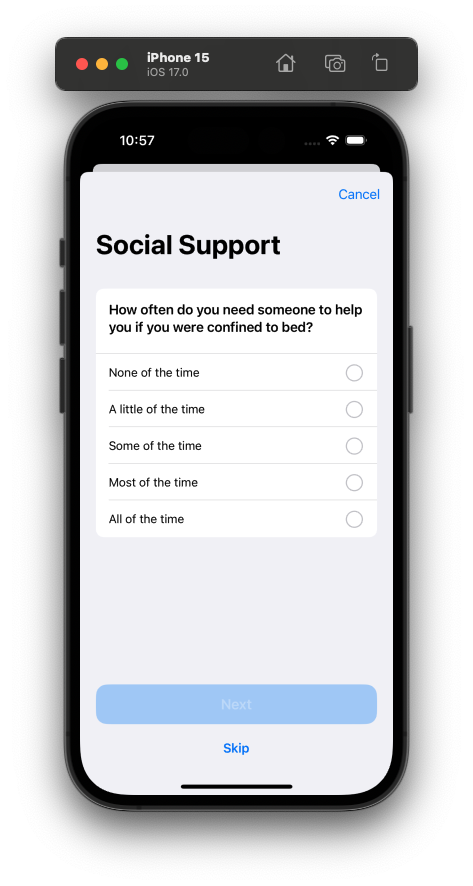 iPhone 15
iOS 17.0
10:57
Cancel
Social Support
How often do you need someone to help
you if you were confined to bed?
None of the time
A little of the time
Some of the time
Most of the time
All of the time
Next
Skip